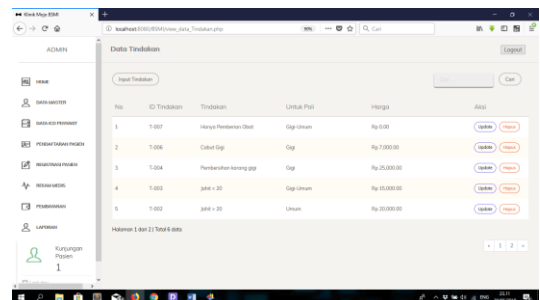 Klinik Mega BSMI
localhost:8080/BSMI/view_data_Tindakan.php
90%
Cari
ADMIN
Data Tindakan
Logout
Input Tindakan
Cari
HOME
DATA MASTER
DATA KODE PENYAKIT
PENDAFTARAN PASIEN
REGISTRASI PASIEN
REKAM MEDIS
PEMBAYARAN
LAPORAN
Kunjungan
Pasien
1
No ID Tindakan Tindakan Untuk Poli Harga Aksi
1 T-007 Hanya Pemberian Obat Gigi-Umum Rp 0.00 Update Hapus
2 T-006 Cabut Gigi Gigi Rp 7,000.00 Update Hapus
3 T-004 Pembersihan karang gigi Gigi Rp 25,000.00 Update Hapus
4 T-003 Jahit > 20 Gigi-Umum Rp 15,000.00 Update Hapus
5 T-002 Jahit > 20 Umum Rp 20,000.00 Update Hapus
Halaman 1 dari 2 | Total 6 data
« 1 2 »
ENG